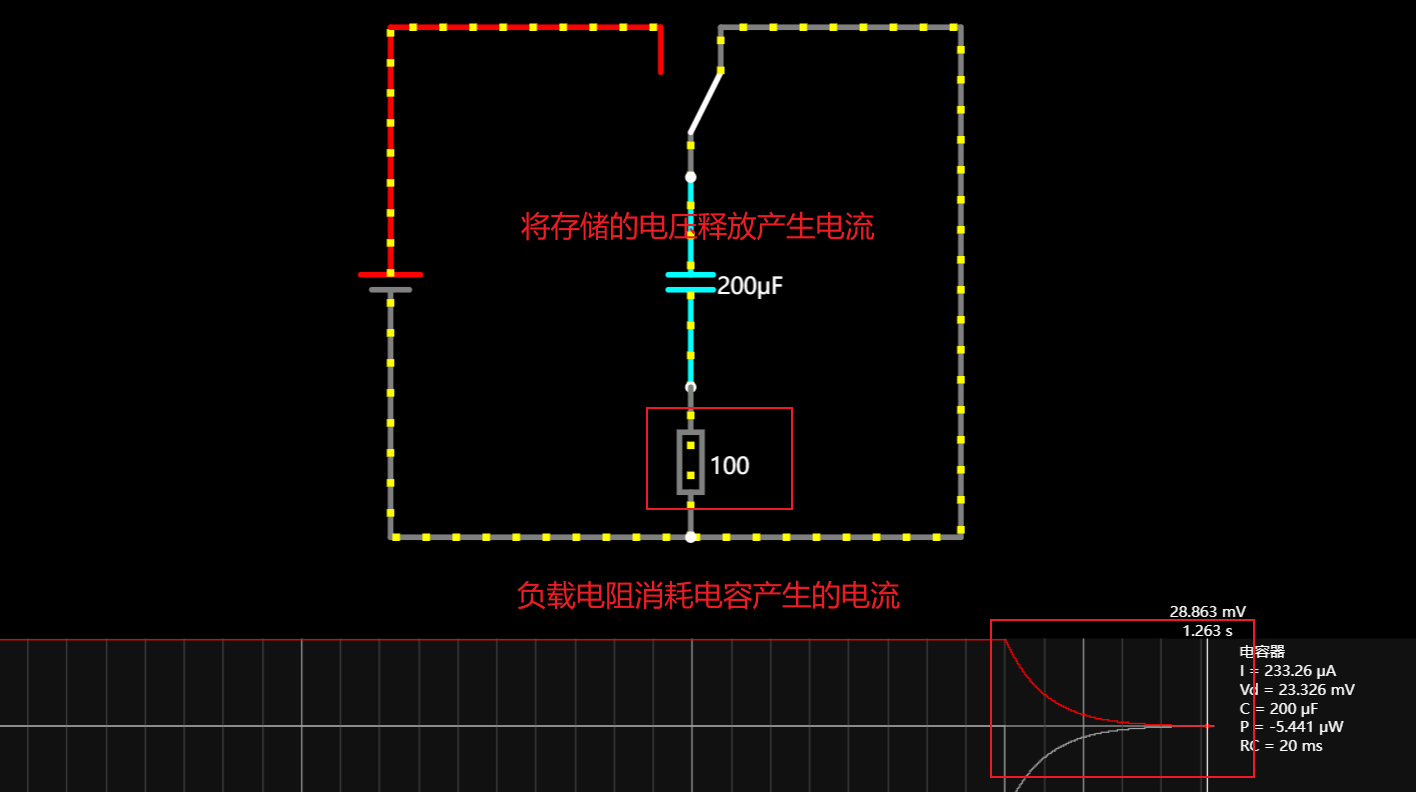 将存储的电压释放产生电流
200μF
100
负载电阻消耗电容产生的电流
28.863 mV
1.263 s
电容器
I = 233.26 μA
Vd = 23.326 mV
C = 200 μF
P = -5.441 μW
RC = 20 ms